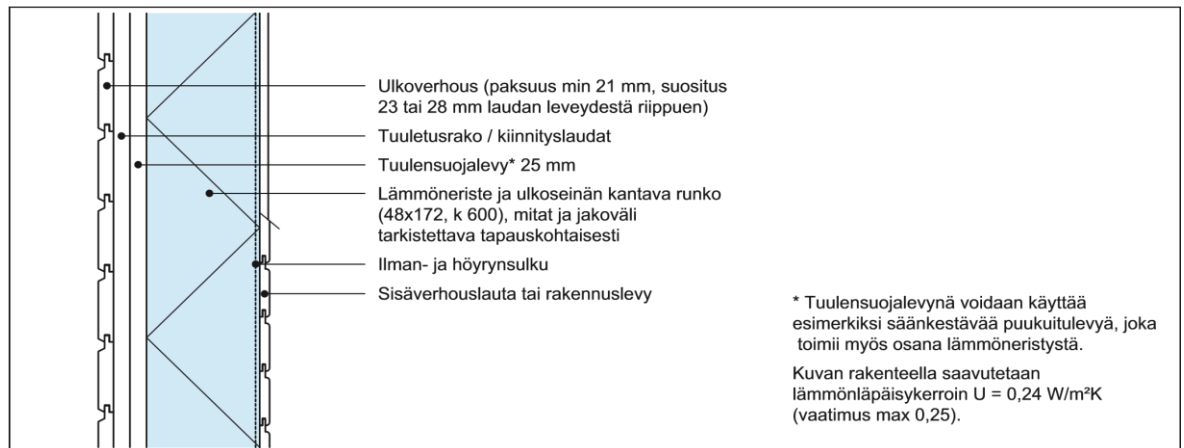 Ulkoverhous (paksuus min 21 mm, suositus
23 tai 28 mm laudan leveydestä riippuen)
Tuuletusrako / kiinnityslaudat
Tuulensuojalevy* 25 mm
Lämmöneriste ja ulkoseinän kantava runko
(48x172, k 600), mitat ja jakoväli
tarkistettava tapauskohtaisesti
Ilman- ja höyrynsulku
Sisäverhouslauta tai rakennuslevy
* Tuulensuojalevynä voidaan käyttää
esimerkiksi säänkestävää puukuitulevyä, joka
toimii myös osana lämmöneristystä.
Kuvan rakenteella saavutetaan
lämmönläpäisykerroin U = 0,24 W/m²K
(vaatimus max 0,25).